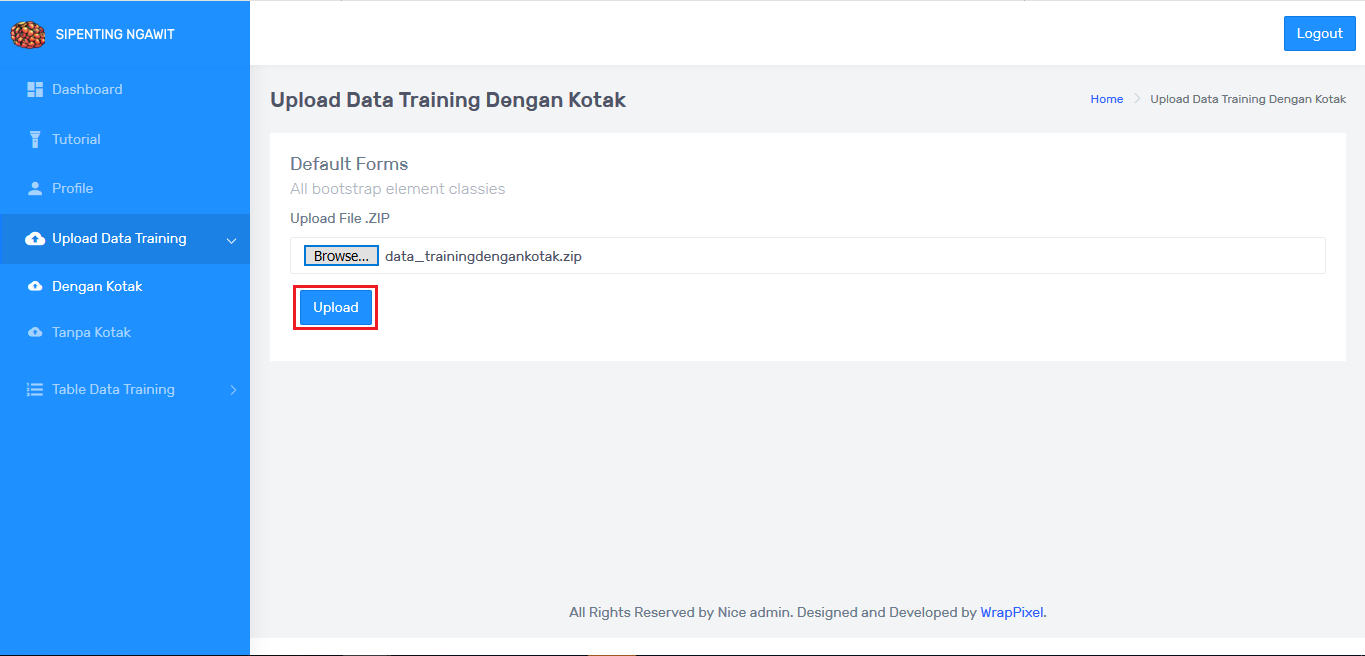 SIPENTING NGAWIT
Logout
Dashboard
Tutorial
Profile
Upload Data Training
Dengan Kotak
Tanpa Kotak
Table Data Training
Upload Data Training Dengan Kotak
Home > Upload Data Training Dengan Kotak
Default Forms
All bootstrap element classies
Upload File .ZIP
Browse... data_trainingdengankotak.zip
Upload
All Rights Reserved by Nice admin. Designed and Developed by WrapPixel.